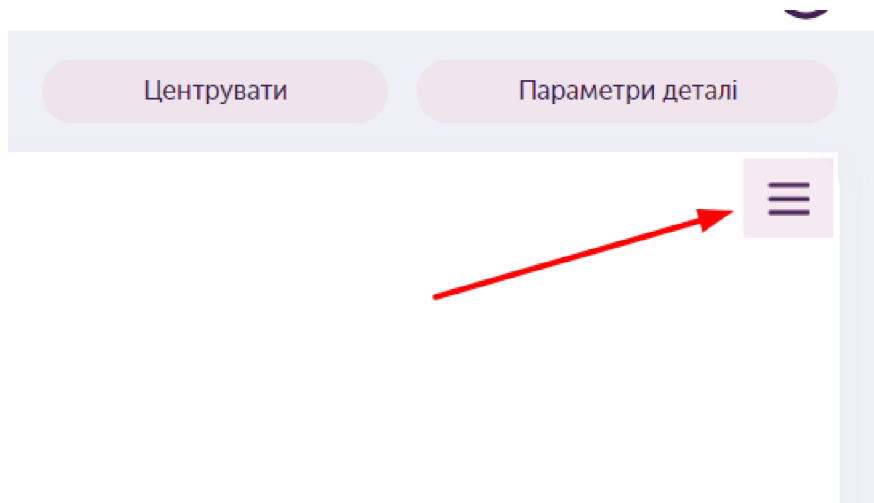 Центрувати
Параметри деталі